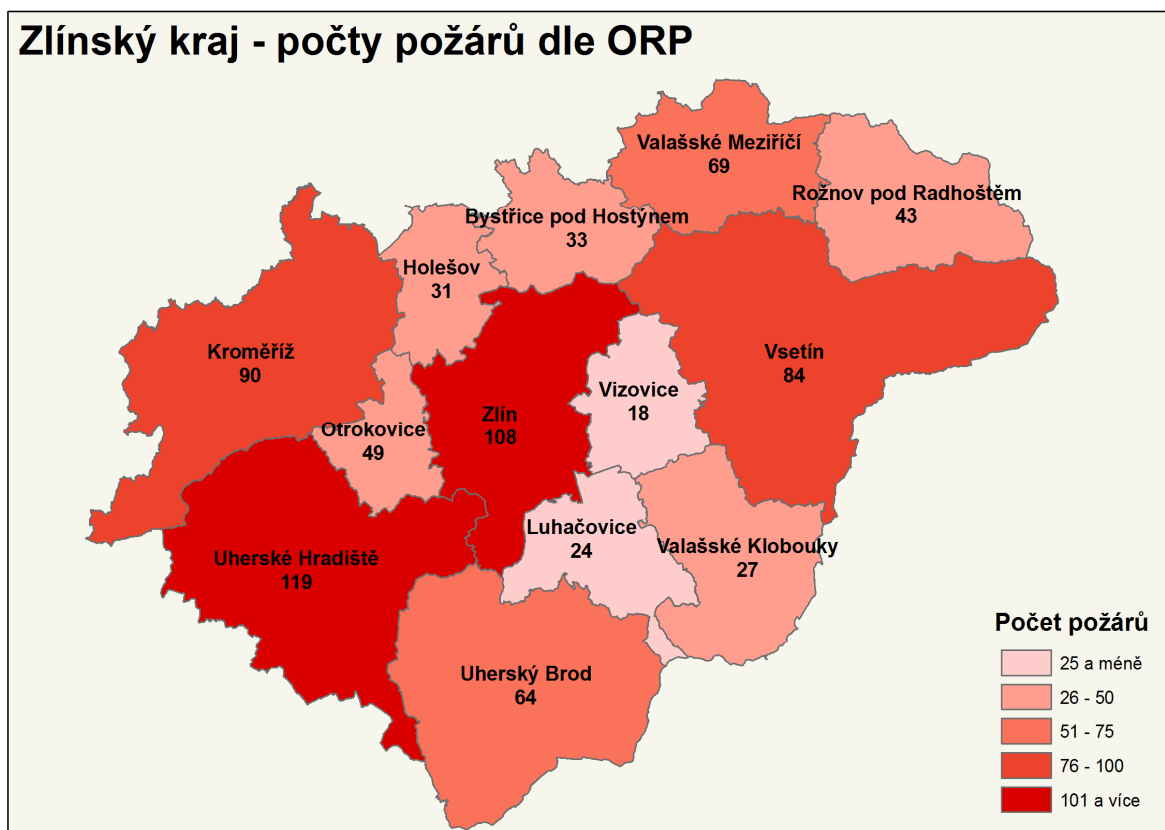 Zlínský kraj - počty požárů dle ORP
Valašské Meziříčí
69
Rožnov pod Radhoštěm
43
Bystřice pod Hostýnem
33
Holešov
31
Kroměříž
90
Vsetín
84
Vizovice
18
Zlín
108
Otrokovice
49
Luhačovice
24
Valašské Klobouky
27
Uherské Hradiště
119
Uherský Brod
64
Počet požárů
25 a méně
26 - 50
51 - 75
76 - 100
101 a více